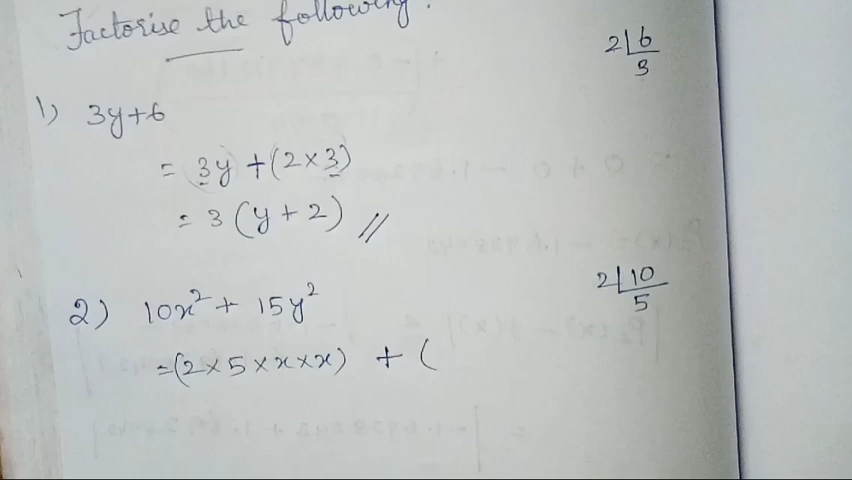 Factorise the following.
2 | 6
3
1) 3y+6
= 3y + (2×3)
= 3 (y + 2) //
2 | 10
5
2) 10x² + 15y²
= (2 × 5 × x × x) + (